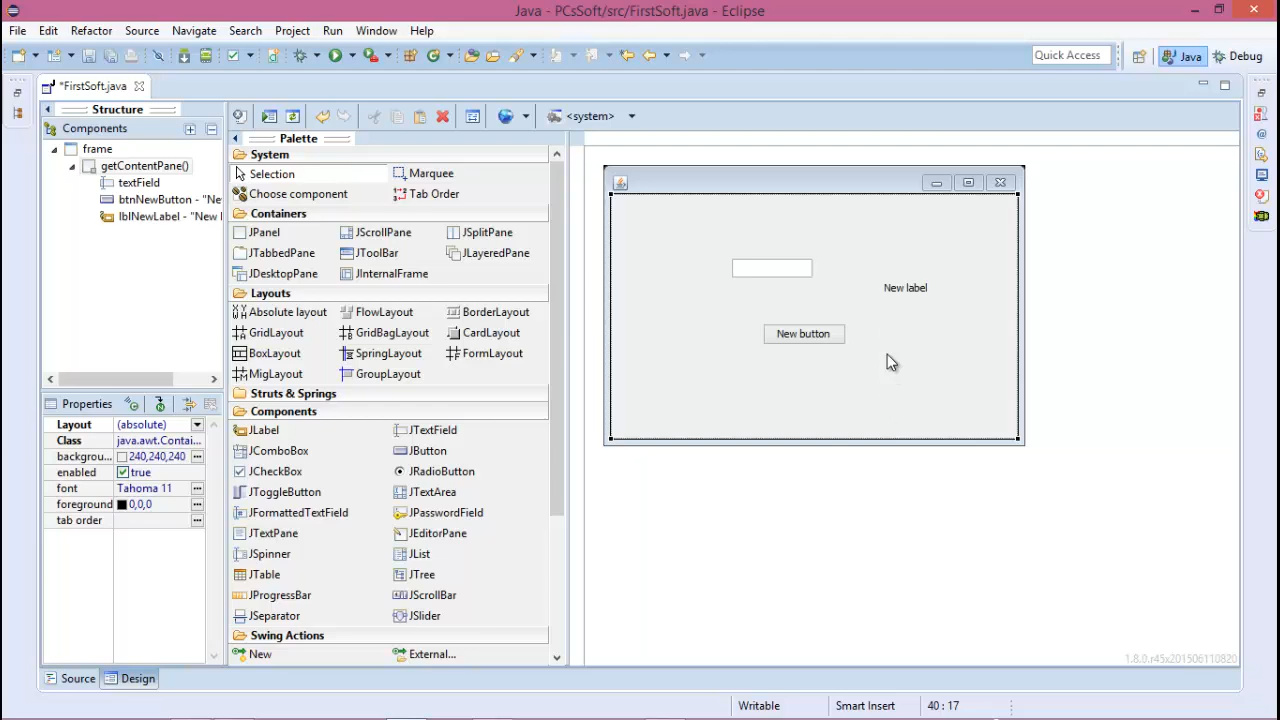 Java - PCsSoft/src/FirstSoft.java - Eclipse
File Edit Refactor Source Navigate Search Project Run Window Help
Quick Access Java Debug
*FirstSoft.java
Structure
Components
frame
getContentPane()
textField
btnNewButton - "Ne
lblNewLabel - "New l
Properties
Layout (absolute)
Class java.awt.Contai...
backgrou... 240,240,240
enabled true
font Tahoma 11
foreground 0,0,0
tab order
<system>
Palette
System
Selection Marquee
Choose component Tab Order
Containers
JPanel JScrollPane JSplitPane
JTabbedPane JToolBar JLayeredPane
JDesktopPane JInternalFrame
Layouts
Absolute layout FlowLayout BorderLayout
GridLayout GridBagLayout CardLayout
BoxLayout SpringLayout FormLayout
MigLayout GroupLayout
Struts & Springs
Components
JLabel JTextField
JComboBox JButton
JCheckBox JRadioButton
JToggleButton JTextArea
JFormattedTextField JPasswordField
JTextPane JEditorPane
JSpinner JList
JTable JTree
JProgressBar JScrollBar
JSeparator JSlider
Swing Actions
New External...
New label
New button
1.8.0.r45x201506110820
Source Design
Writable Smart Insert 40 : 17